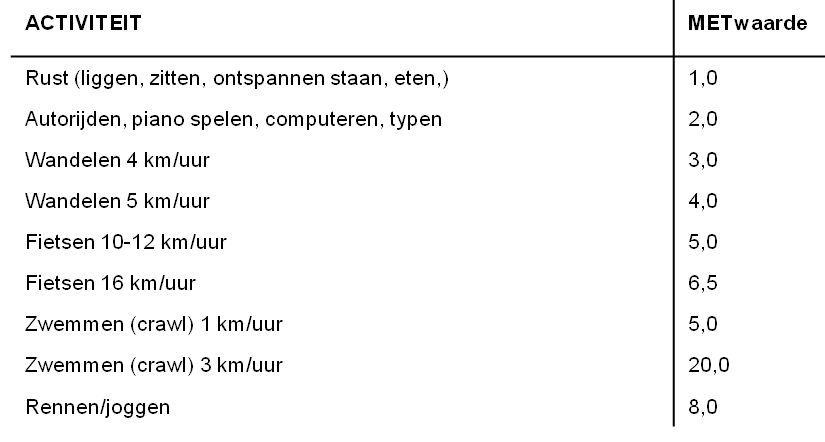 ACTIVITEIT METwaarde
Rust (liggen, zitten, ontspannen staan, eten,) 1,0
Autorijden, piano spelen, computeren, typen 2,0
Wandelen 4 km/uur 3,0
Wandelen 5 km/uur 4,0
Fietsen 10-12 km/uur 5,0
Fietsen 16 km/uur 6,5
Zwemmen (crawl) 1 km/uur 5,0
Zwemmen (crawl) 3 km/uur 20,0
Rennen/joggen 8,0